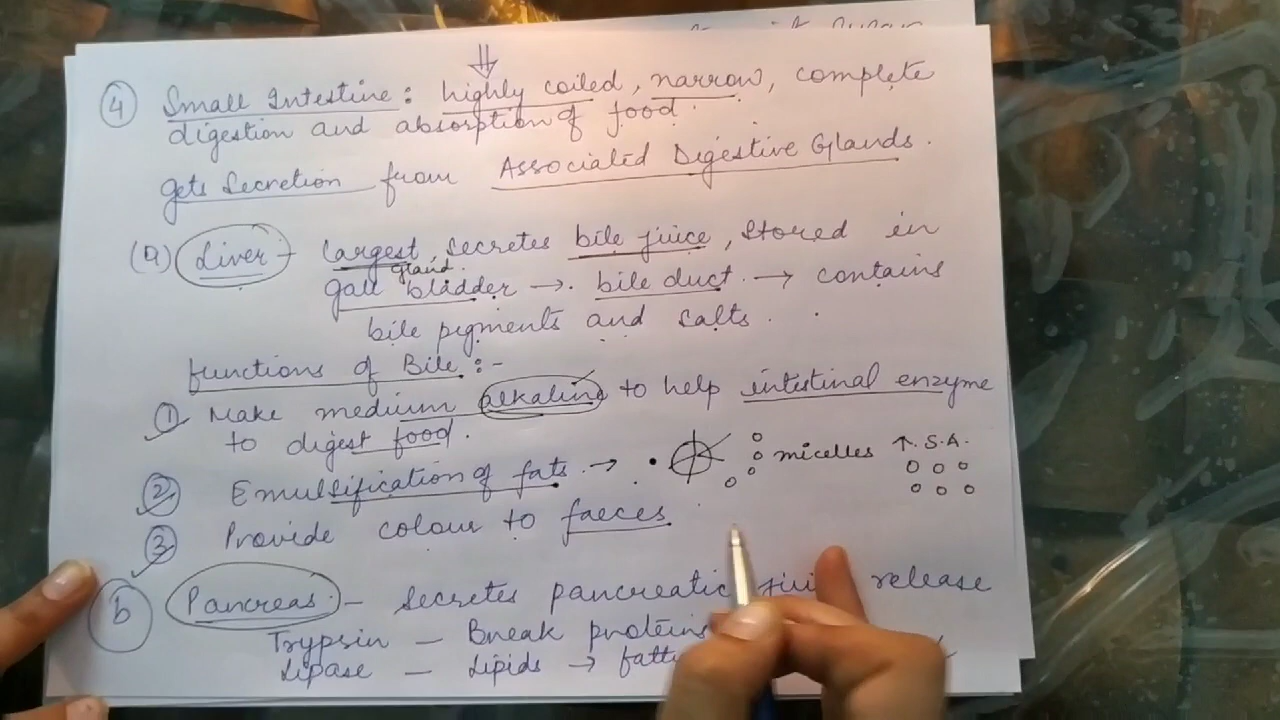 ④ Small Intestine: highly coiled, narrow, complete
digestion and absorption of food.
gets Secretion from Associated Digestive Glands.
(a) Liver - largest gland, secretes bile juice, stored in
gall bladder → bile duct → contains
bile pigments and salts.
functions of Bile :-
① Make medium alkaline to help intestinal enzyme
to digest food.
② Emulsification of fats → micelles ↑ S.A.
③ Provide colour to faeces.
ⓑ Pancreas - secretes pancreatic release
Trypsin - Break proteins
Lipase - Lipids → fatty